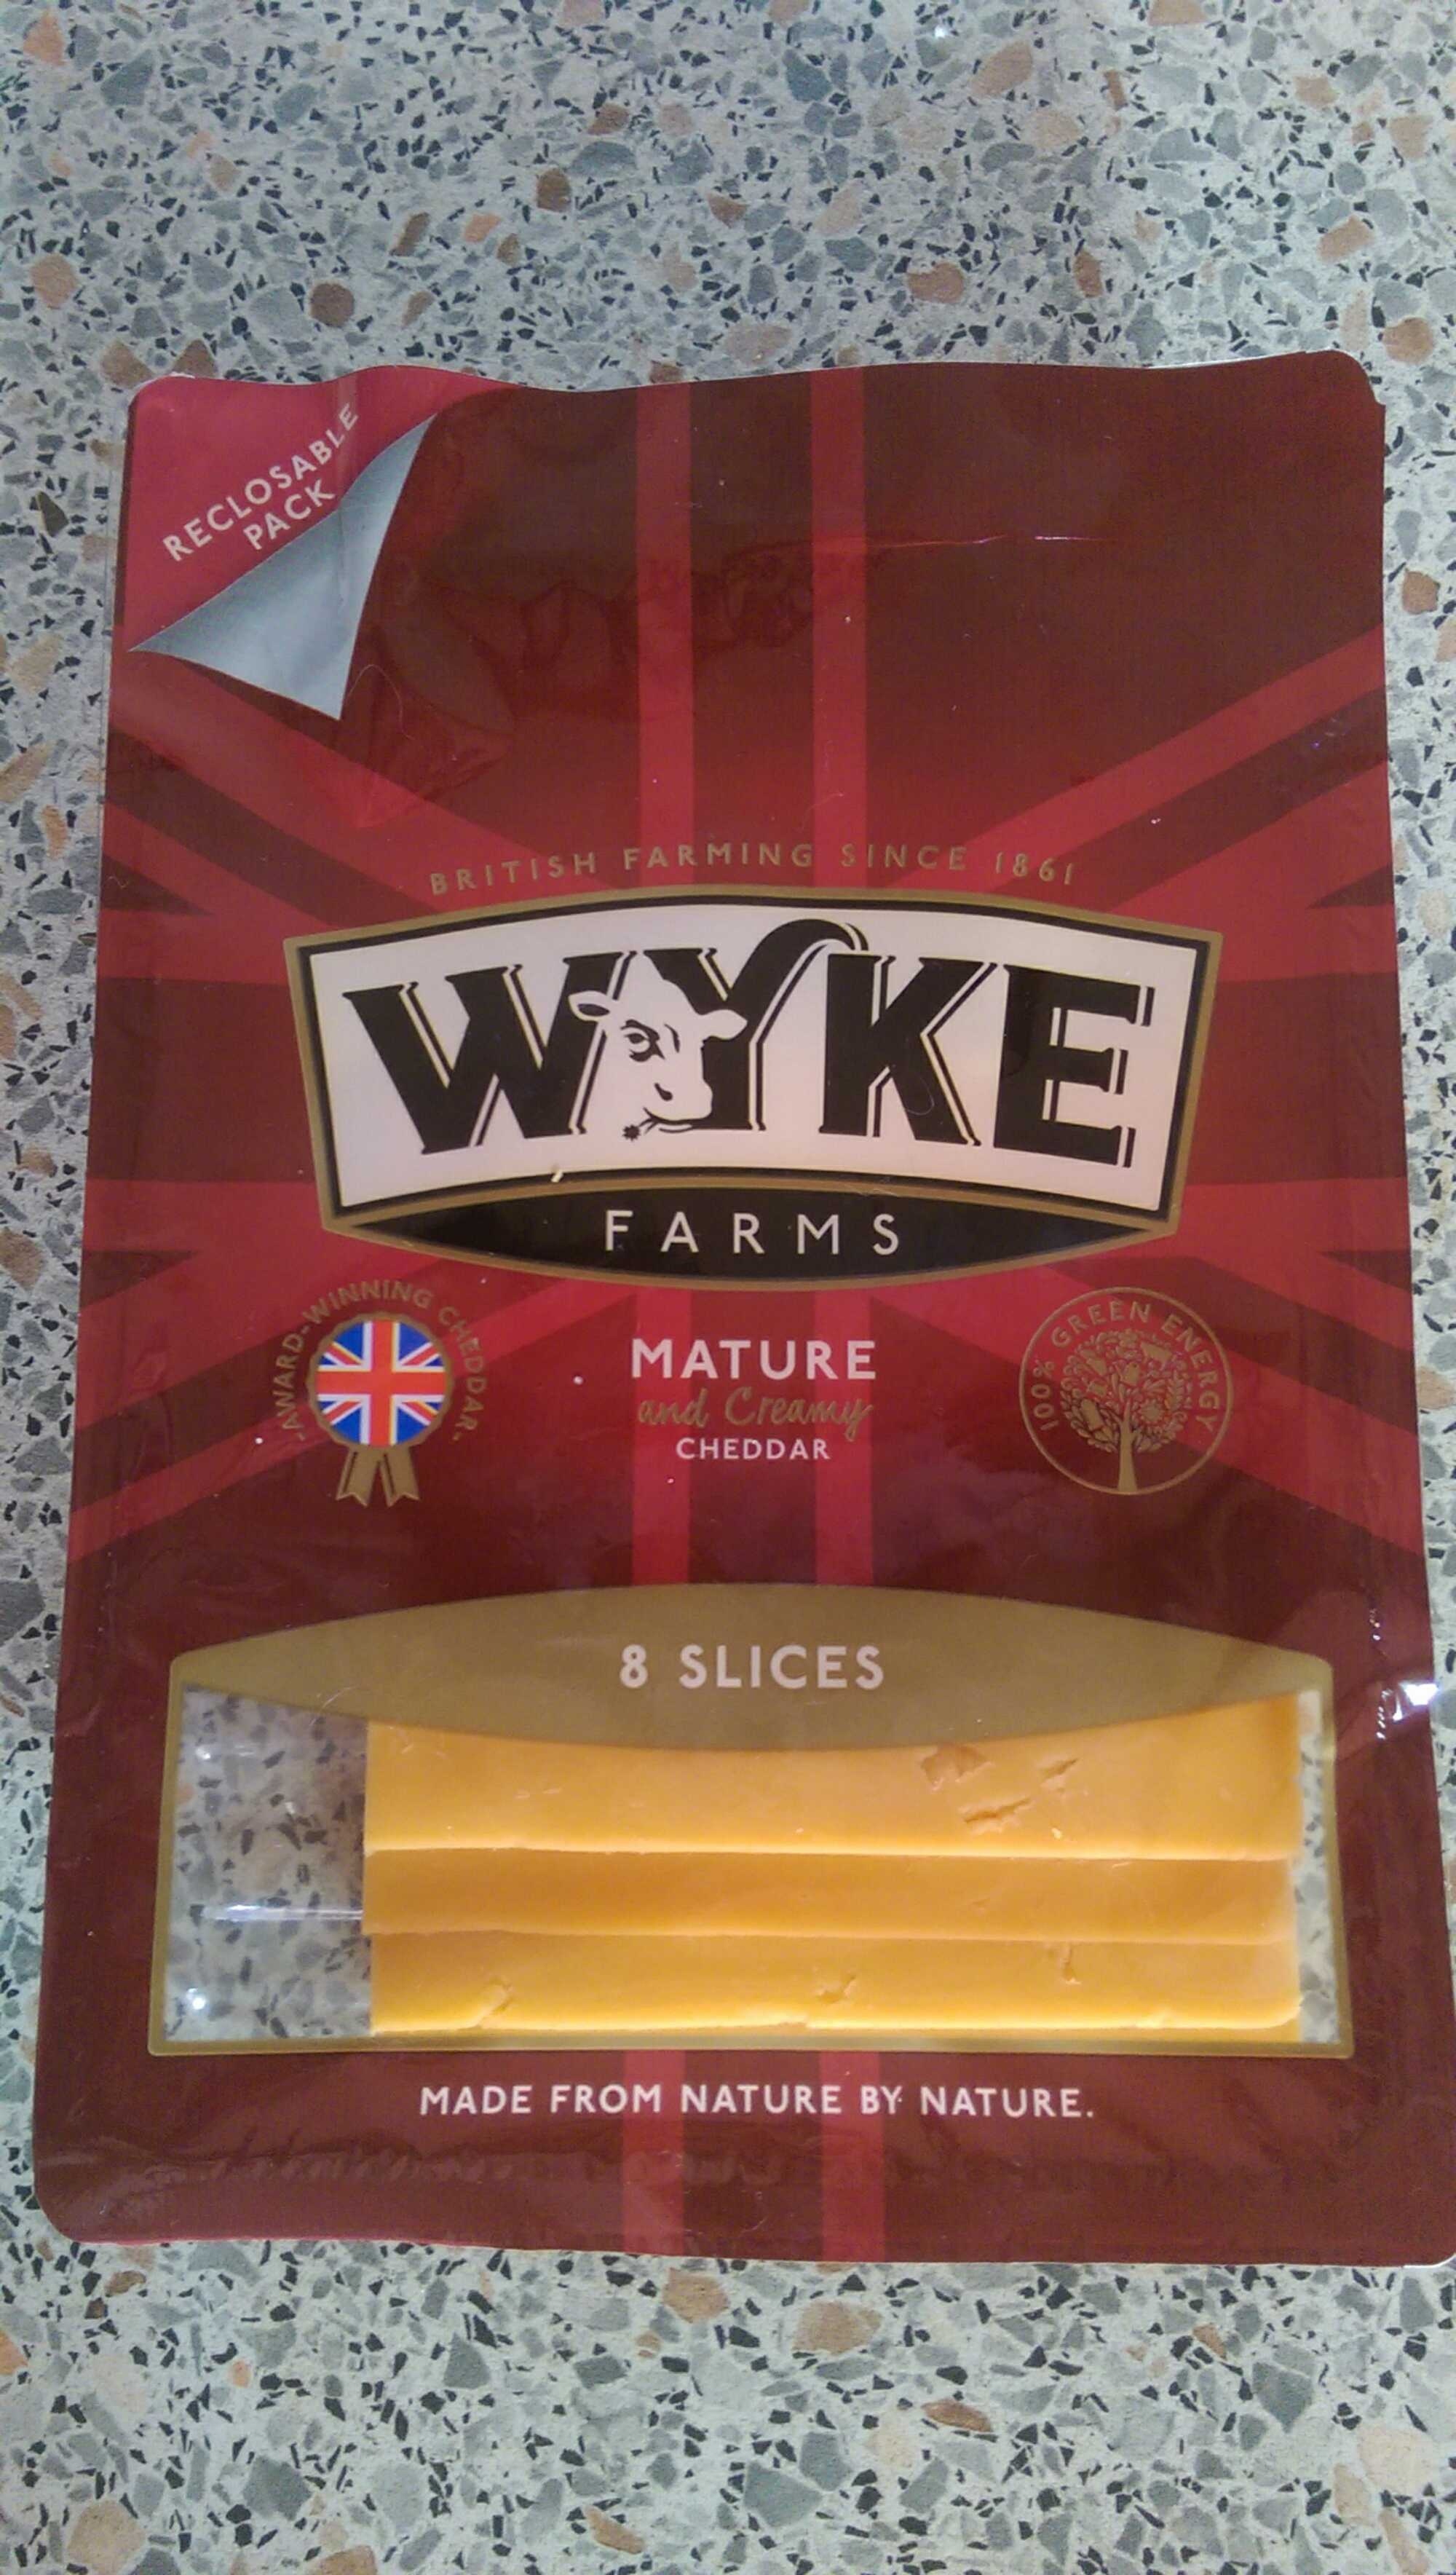 RECLOSABLE
PACK
BRITISH FARMING SINCE 1861
WYKE
FARMS
AWARD-WINNING CHEDDAR
MATURE
and Creamy
CHEDDAR
100% GREEN ENERGY
8 SLICES
MADE FROM NATURE BY NATURE.